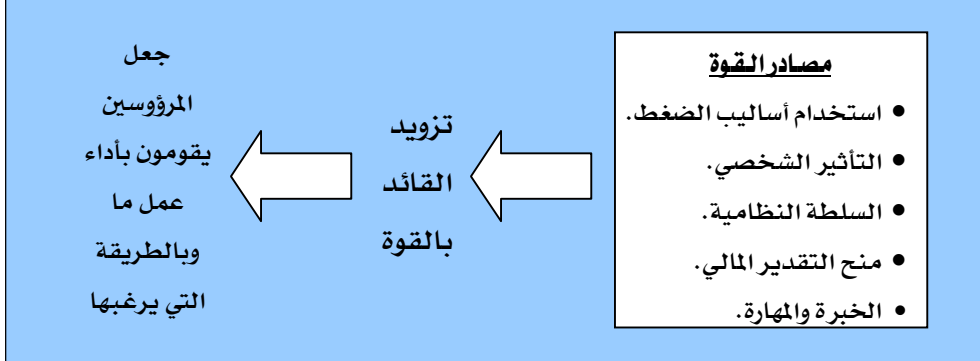 مصادر القوة
• استخدام أساليب الضغط.
• التأثير الشخصي.
• السلطة النظامية.
• منح التقدير المالي.
• الخبرة والمهارة.
تزويد
القائد
بالقوة
جعل
المرؤوسين
يقومون بأداء
عمل ما
وبالطريقة
التي يرغبها